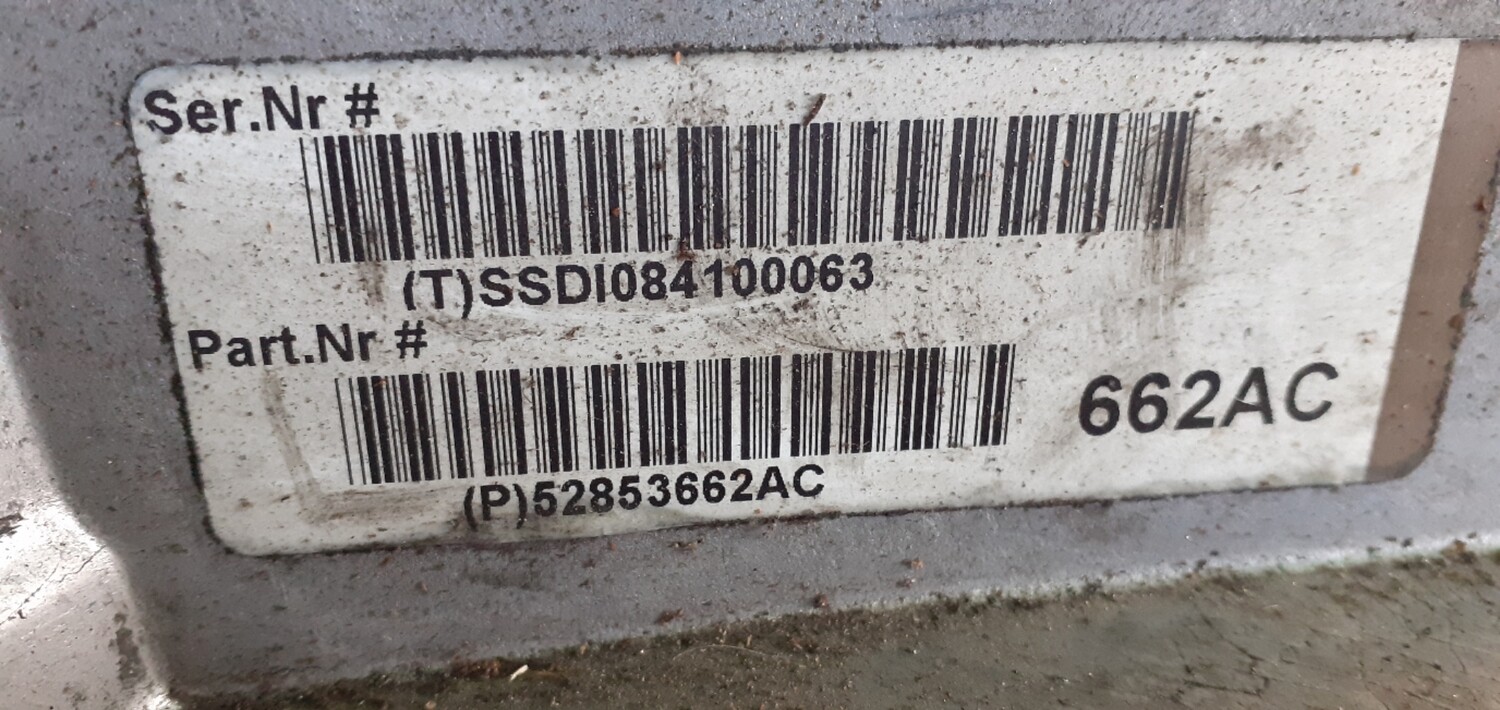 Ser.Nr #
(T)SSDI084100063
Part.Nr #
(P)52853662AC
662AC